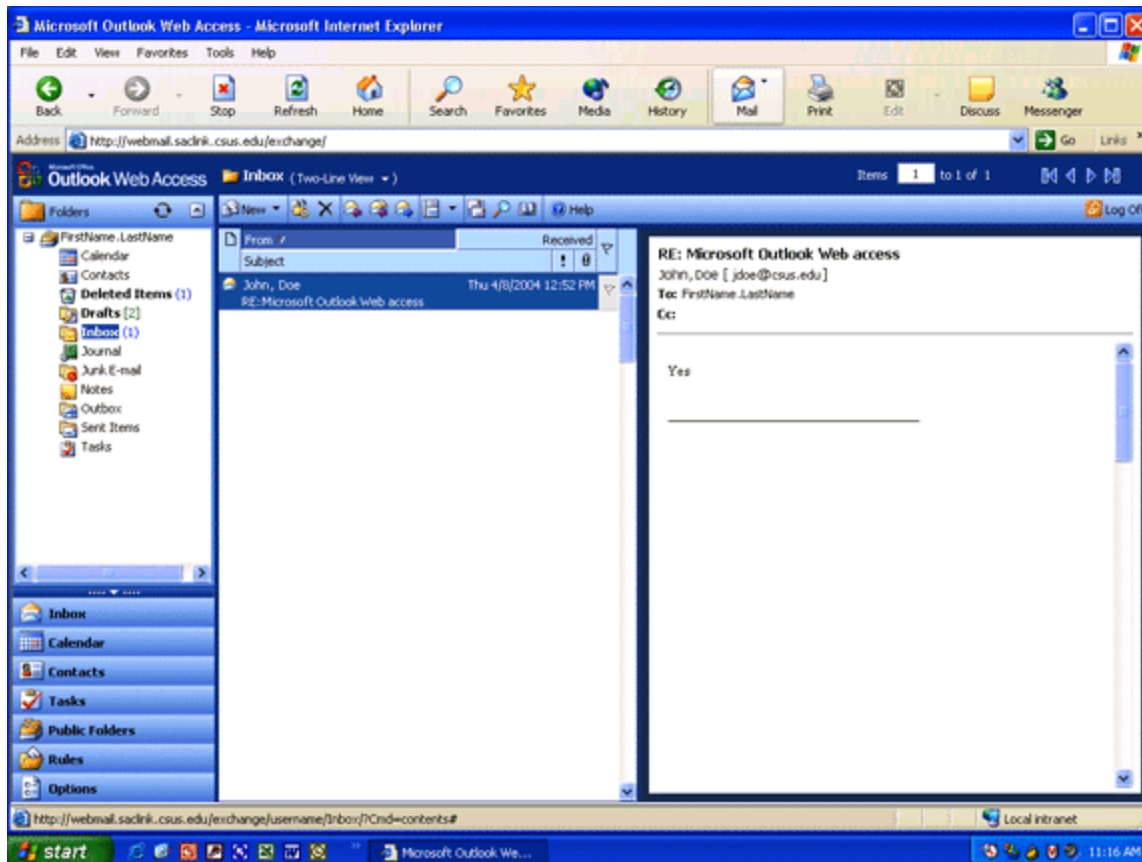 Microsoft Outlook Web Access - Microsoft Internet Explorer
File Edit View Favorites Tools Help
Back Forward Stop Refresh Home Search Favorites Media History Mail Print Edit Discuss Messenger
Address http://webmail.saclink.csus.edu/exchange/ Go Links
Microsoft Office
Outlook Web Access Inbox (Two-Line View) Items 1 to 1 of 1
Folders New Help Log Off
FirstName.LastName
Calendar
Contacts
Deleted Items (1)
Drafts [2]
Inbox (1)
Journal
Junk E-mail
Notes
Outbox
Sent Items
Tasks
Inbox
Calendar
Contacts
Tasks
Public Folders
Rules
Options
From / Received
Subject
John, Doe Thu 4/8/2004 12:52 PM
RE:Microsoft Outlook Web access
RE: Microsoft Outlook Web access
John, Doe [ jdoe@csus.edu]
To: FirstName.LastName
Cc:
Yes
http://webmail.saclink.csus.edu/exchange/username/Inbox/?Cmd=contents# Local intranet
start Microsoft Outlook We... 11:16 AM